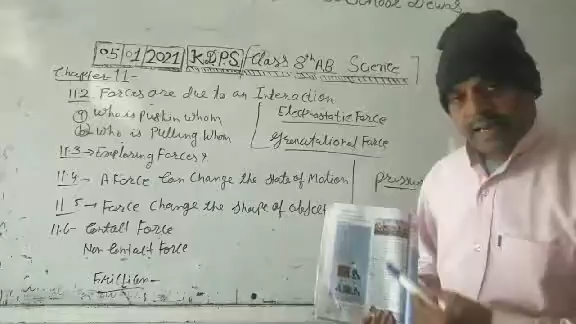 School Dewas
05 01 2021 K.D.P.S. Class 8th AB Science
Chapter 11-
11.2 Forces are due to an Interaction
① Who is Pushin whom
② Who is Pulling whom
Electrostatic Force
Gravitational Force
11.3 → Exploring Forces
11.4 - A Force Can Change the State of Motion
11.5 → Force Change the Shape of object
11.6 - Contact Force
Non Contact Force